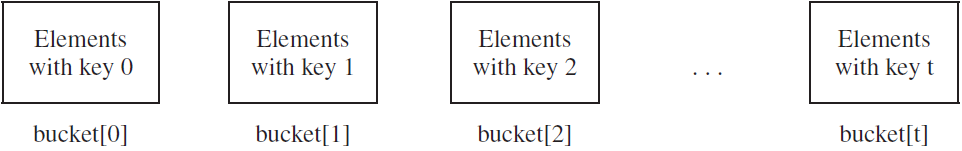 Elements
with key 0
Elements
with key 1
Elements
with key 2
. . .
Elements
with key t
bucket[0]
bucket[1]
bucket[2]
bucket[t]